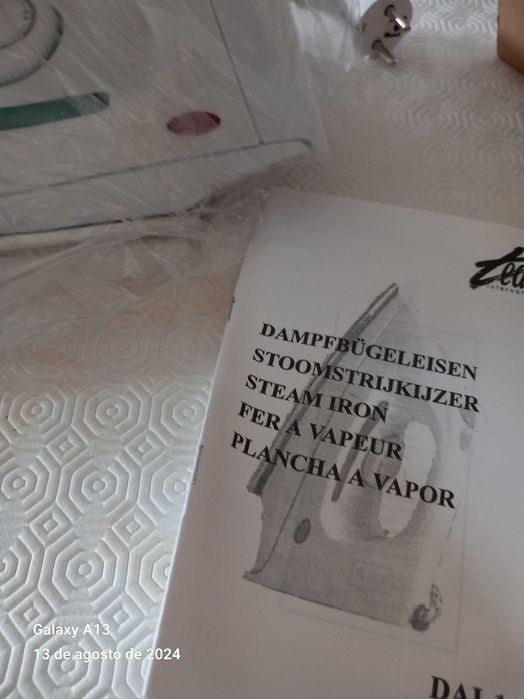 DAMPFBÜGELEISEN
STOOMSTRIJKIJZER
STEAM IRON
FER A VAPEUR
PLANCHA A VAPOR
Galaxy A13
13 de agosto de 2024